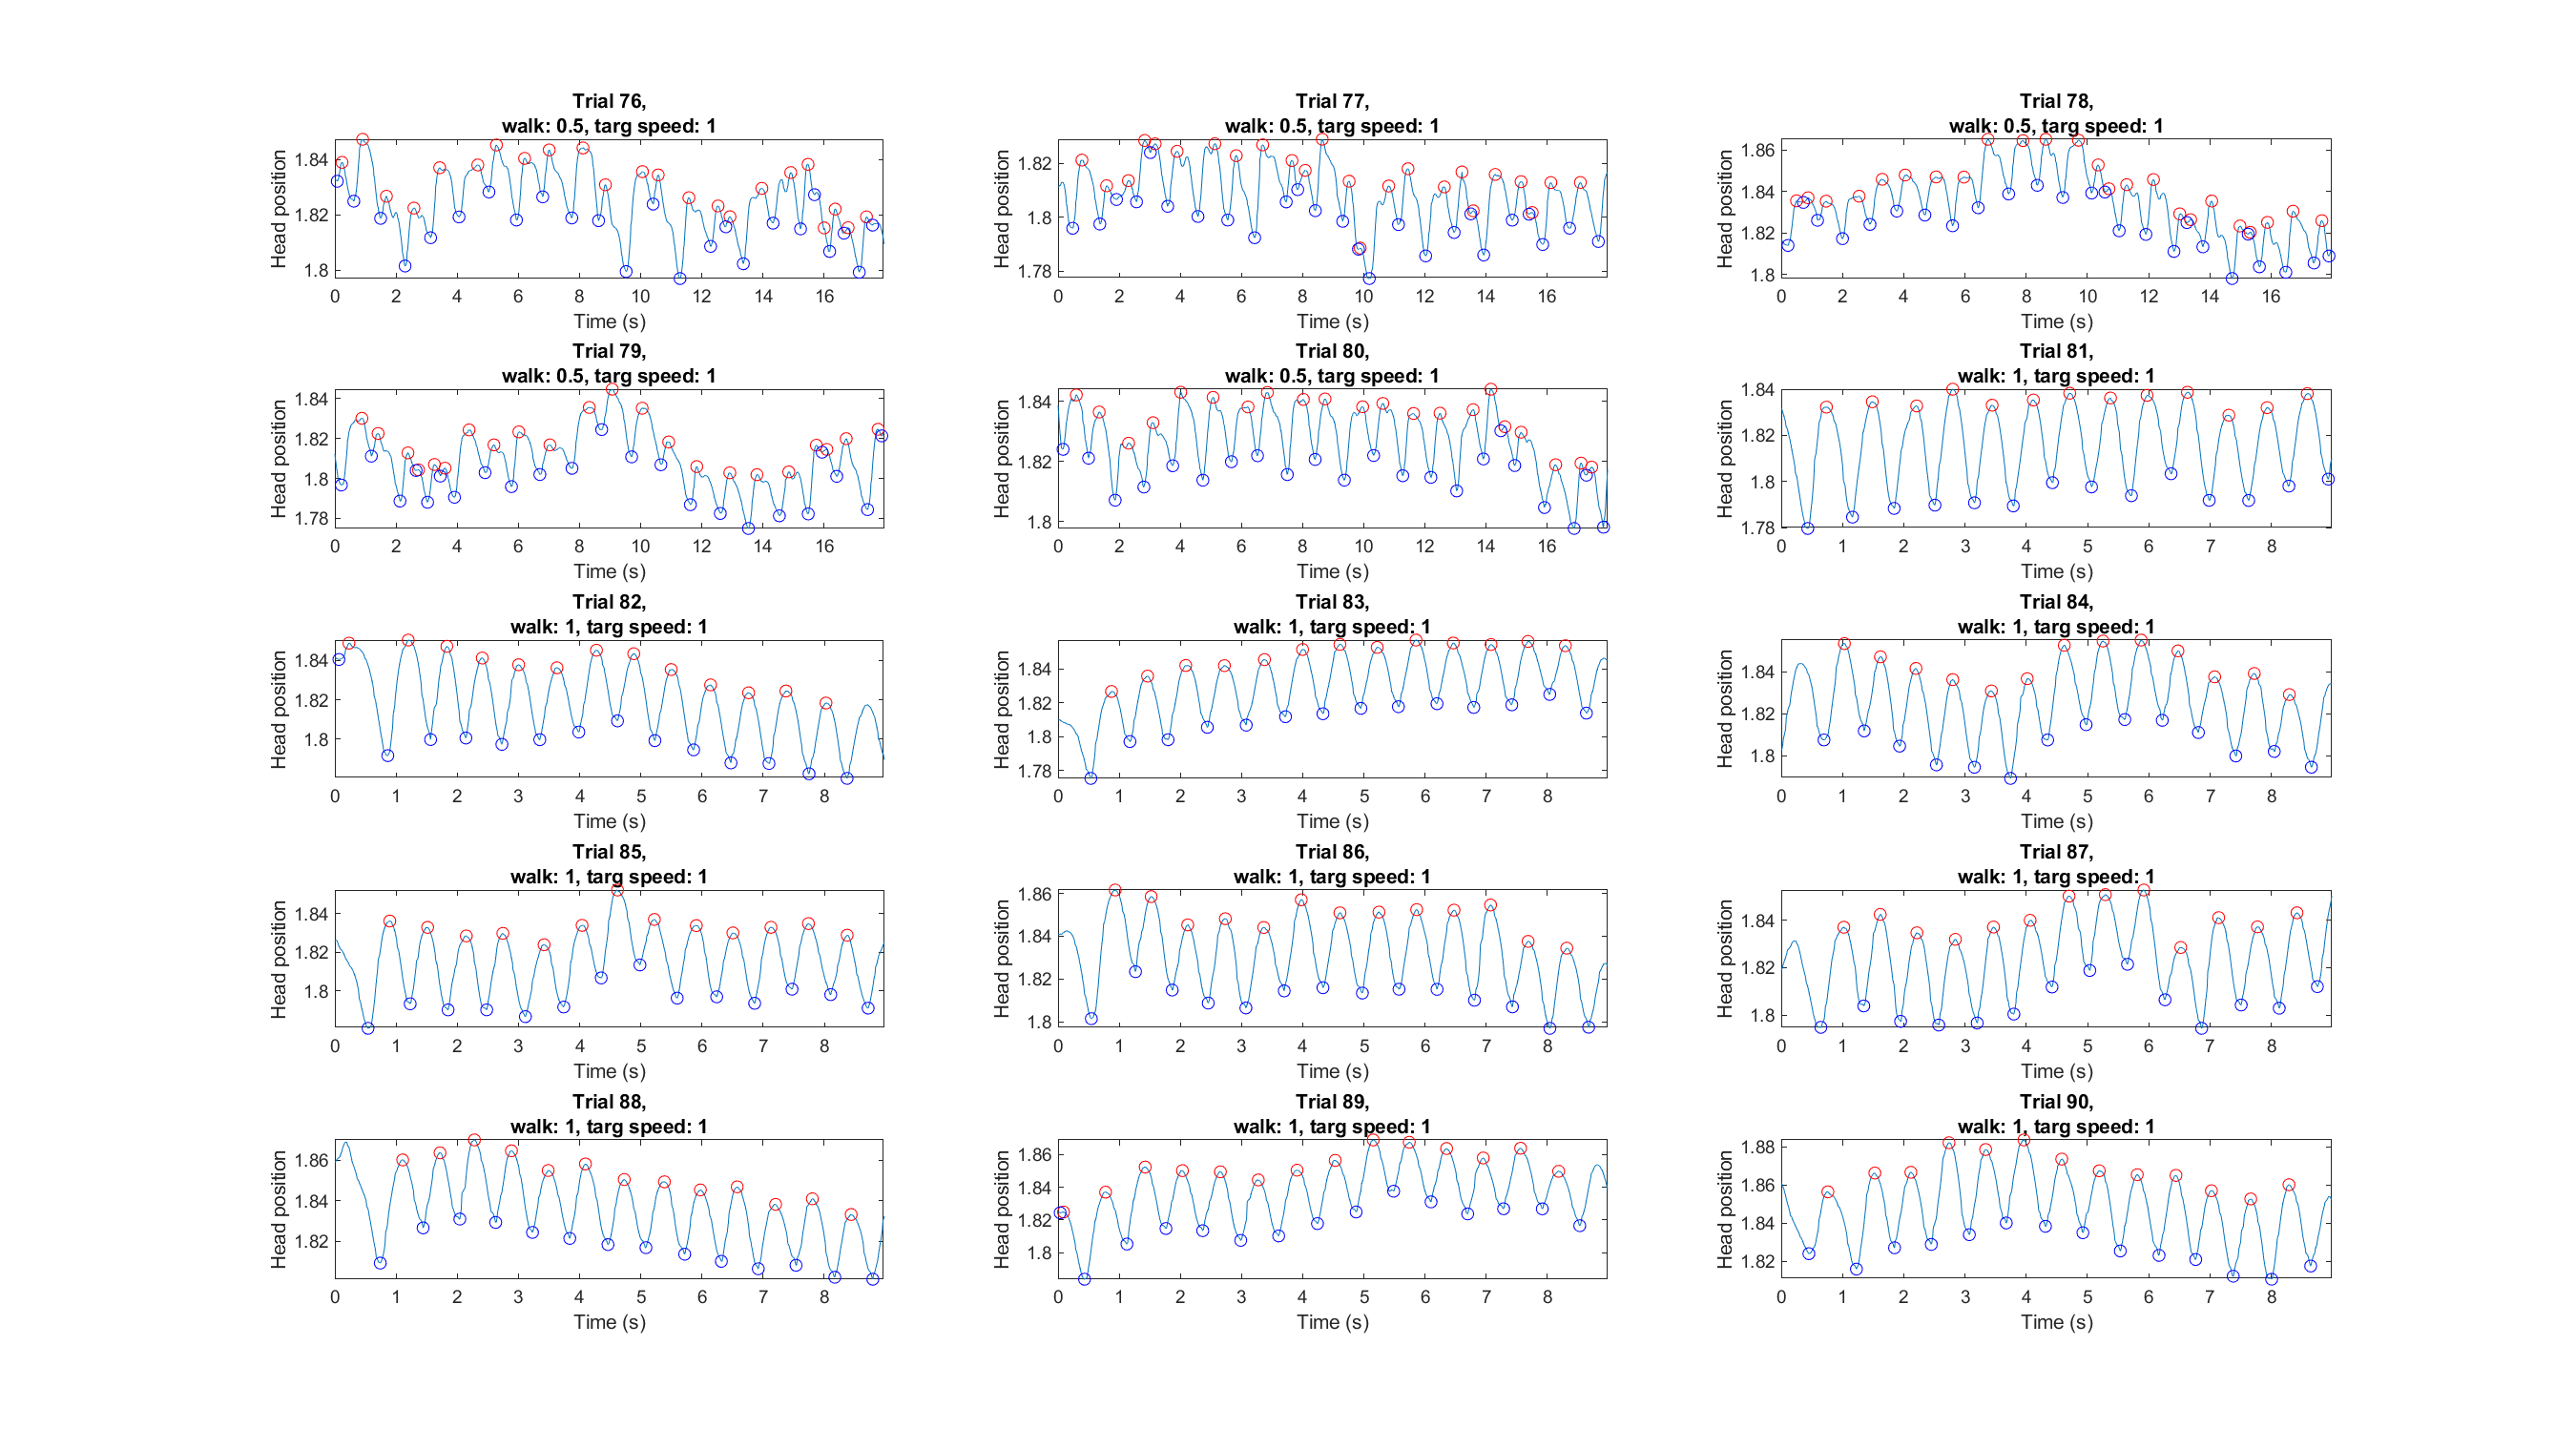 Trial 76,
walk: 0.5, targ speed: 1
Head position
1.84
1.82
1.8
0 2 4 6 8 10 12 14 16
Time (s)
Trial 77,
walk: 0.5, targ speed: 1
Head position
1.82
1.8
1.78
0 2 4 6 8 10 12 14 16
Time (s)
Trial 78,
walk: 0.5, targ speed: 1
Head position
1.86
1.84
1.82
1.8
0 2 4 6 8 10 12 14 16
Time (s)
Trial 79,
walk: 0.5, targ speed: 1
Head position
1.84
1.82
1.8
1.78
0 2 4 6 8 10 12 14 16
Time (s)
Trial 80,
walk: 0.5, targ speed: 1
Head position
1.84
1.82
1.8
0 2 4 6 8 10 12 14 16
Time (s)
Trial 81,
walk: 1, targ speed: 1
Head position
1.84
1.82
1.8
1.78
0 1 2 3 4 5 6 7 8
Time (s)
Trial 82,
walk: 1, targ speed: 1
Head position
1.84
1.82
1.8
0 1 2 3 4 5 6 7 8
Time (s)
Trial 83,
walk: 1, targ speed: 1
Head position
1.84
1.82
1.8
1.78
0 1 2 3 4 5 6 7 8
Time (s)
Trial 84,
walk: 1, targ speed: 1
Head position
1.84
1.82
1.8
0 1 2 3 4 5 6 7 8
Time (s)
Trial 85,
walk: 1, targ speed: 1
Head position
1.84
1.82
1.8
0 1 2 3 4 5 6 7 8
Time (s)
Trial 86,
walk: 1, targ speed: 1
Head position
1.86
1.84
1.82
1.8
0 1 2 3 4 5 6 7 8
Time (s)
Trial 87,
walk: 1, targ speed: 1
Head position
1.84
1.82
1.8
0 1 2 3 4 5 6 7 8
Time (s)
Trial 88,
walk: 1, targ speed: 1
Head position
1.86
1.84
1.82
0 1 2 3 4 5 6 7 8
Time (s)
Trial 89,
walk: 1, targ speed: 1
Head position
1.86
1.84
1.82
1.8
0 1 2 3 4 5 6 7 8
Time (s)
Trial 90,
walk: 1, targ speed: 1
Head position
1.88
1.86
1.84
1.82
0 1 2 3 4 5 6 7 8
Time (s)